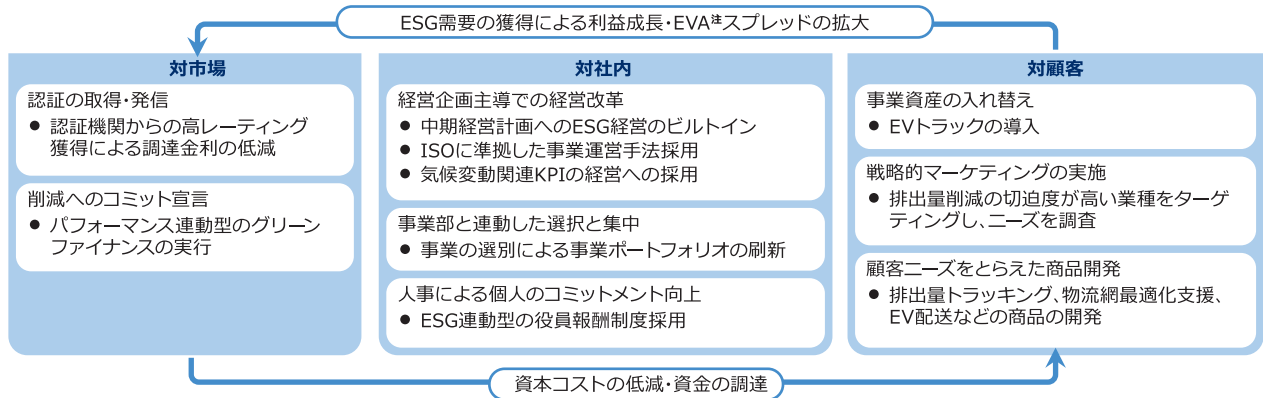 ESG需要の獲得による利益成長・EVA注スプレッドの拡大
対市場
認証の取得・発信
● 認証機関からの高レーティング
獲得による調達金利の低減
削減へのコミット宣言
● パフォーマンス連動型のグリーン
ファイナンスの実行
対社内
経営企画主導での経営改革
● 中期経営計画へのESG経営のビルトイン
● ISOに準拠した事業運営手法採用
● 気候変動関連KPIの経営への採用
事業部と連動した選択と集中
● 事業の選別による事業ポートフォリオの刷新
人事による個人のコミットメント向上
● ESG連動型の役員報酬制度採用
対顧客
事業資産の入れ替え
● EVトラックの導入
戦略的マーケティングの実施
● 排出量削減の切迫度が高い業種をターゲ
ティングし、ニーズを調査
顧客ニーズをとらえた商品開発
● 排出量トラッキング、物流網最適化支援、
EV配送などの商品の開発
資本コストの低減・資金の調達